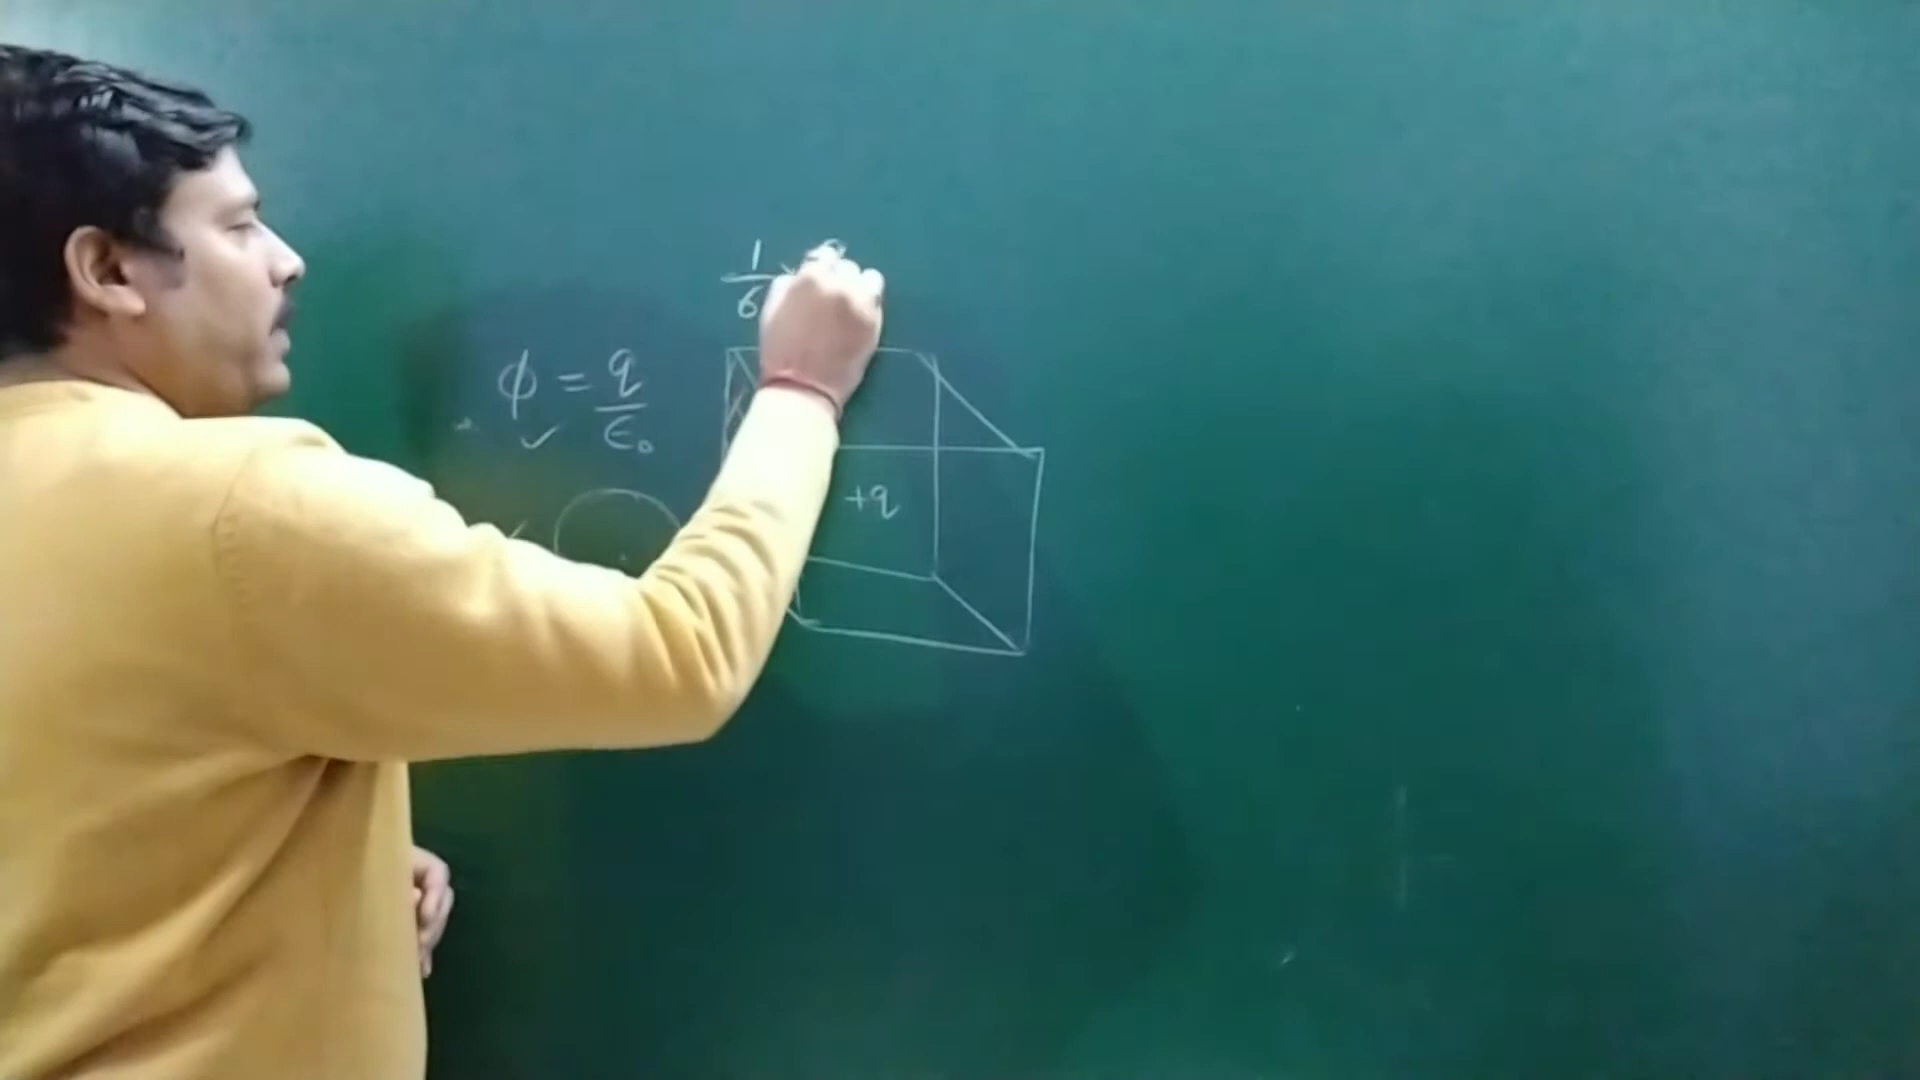 1/6 ×
ϕ = q/ϵ₀
+q